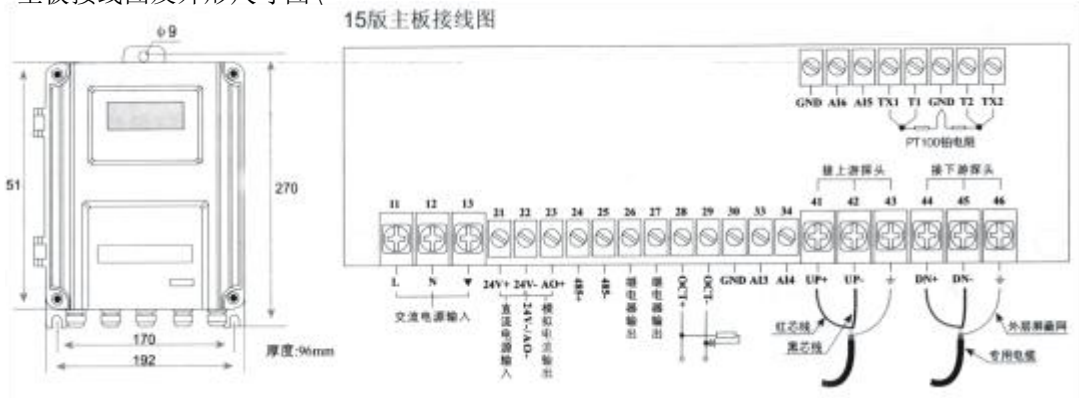 主板接线图及外形尺寸图\
15版主板接线图
φ9
51
270
170
192
厚度:96mm
GND AI6 AI5 TX1 T1 GND T2 TX2
PT100铂电阻
接上游探头 接下游探头
11 12 13 21 22 23 24 25 26 27 28 29 30 33 34 41 42 43 44 45 46
L N ▼ 24V+ 24V- AO+ 485+ 485- 继电器输出 继电器输出 OCT+ OCT- GND AI3 AI4 UP+ UP- DN+ DN-
交流电源输入
直流电源输入
24V-/AO-
模拟电流输出
红芯线
黑芯线
外层屏蔽网
专用电缆